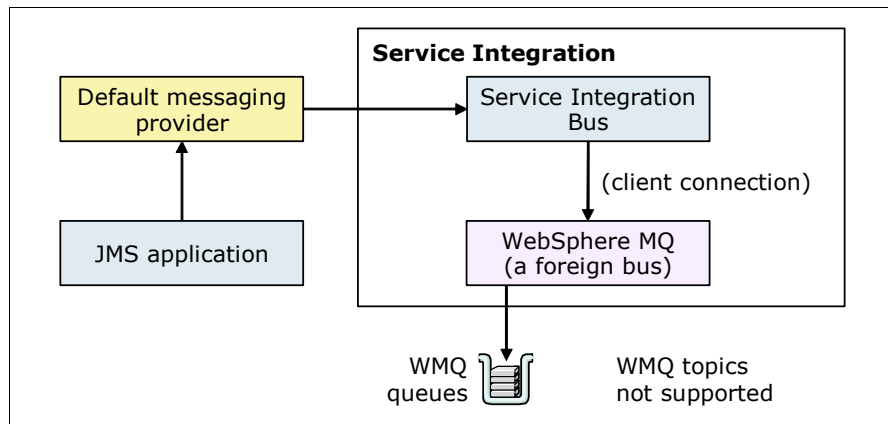 Service Integration
Default messaging
provider
Service Integration
Bus
(client connection)
JMS application
WebSphere MQ
(a foreign bus)
WMQ
queues
WMQ topics
not supported